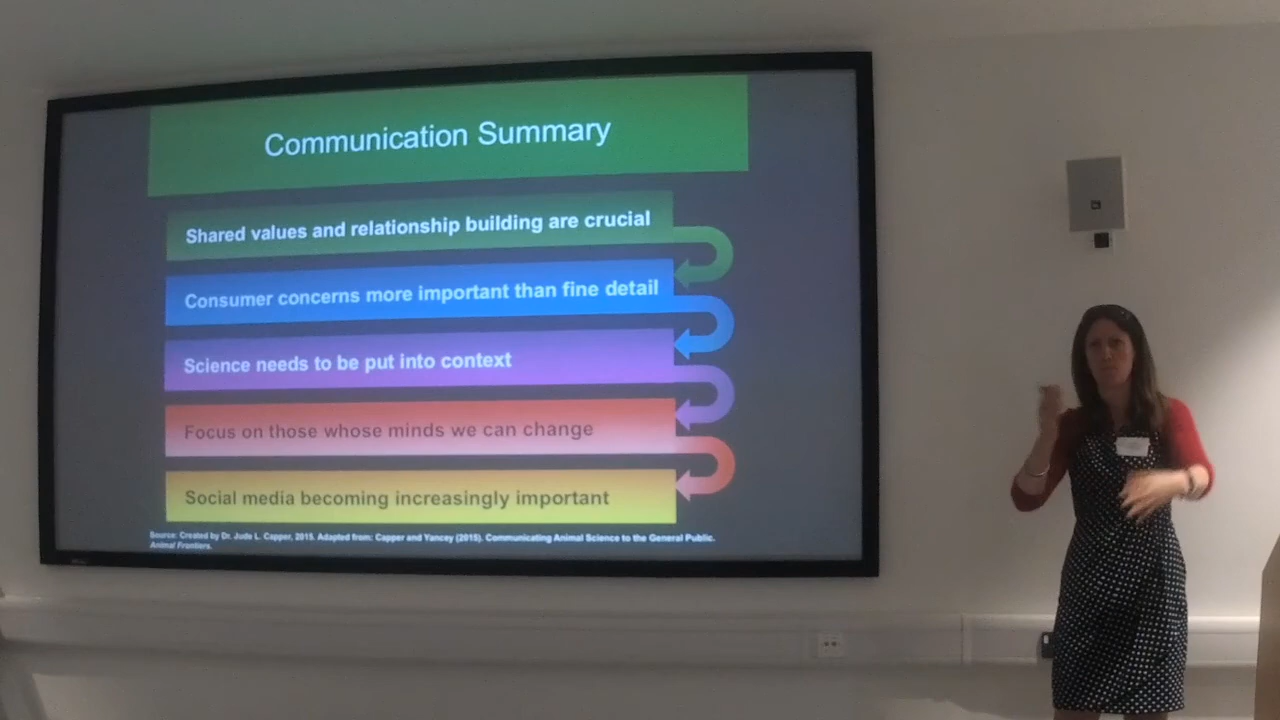 Communication Summary
Shared values and relationship building are crucial
Consumer concerns more important than fine detail
Science needs to be put into context
Focus on those whose minds we can change
Social media becoming increasingly important
Source: Created by Dr. Jude L. Capper, 2015. Adapted from: Capper and Yancey (2015). Communicating Animal Science to the General Public.
Animal Frontiers.